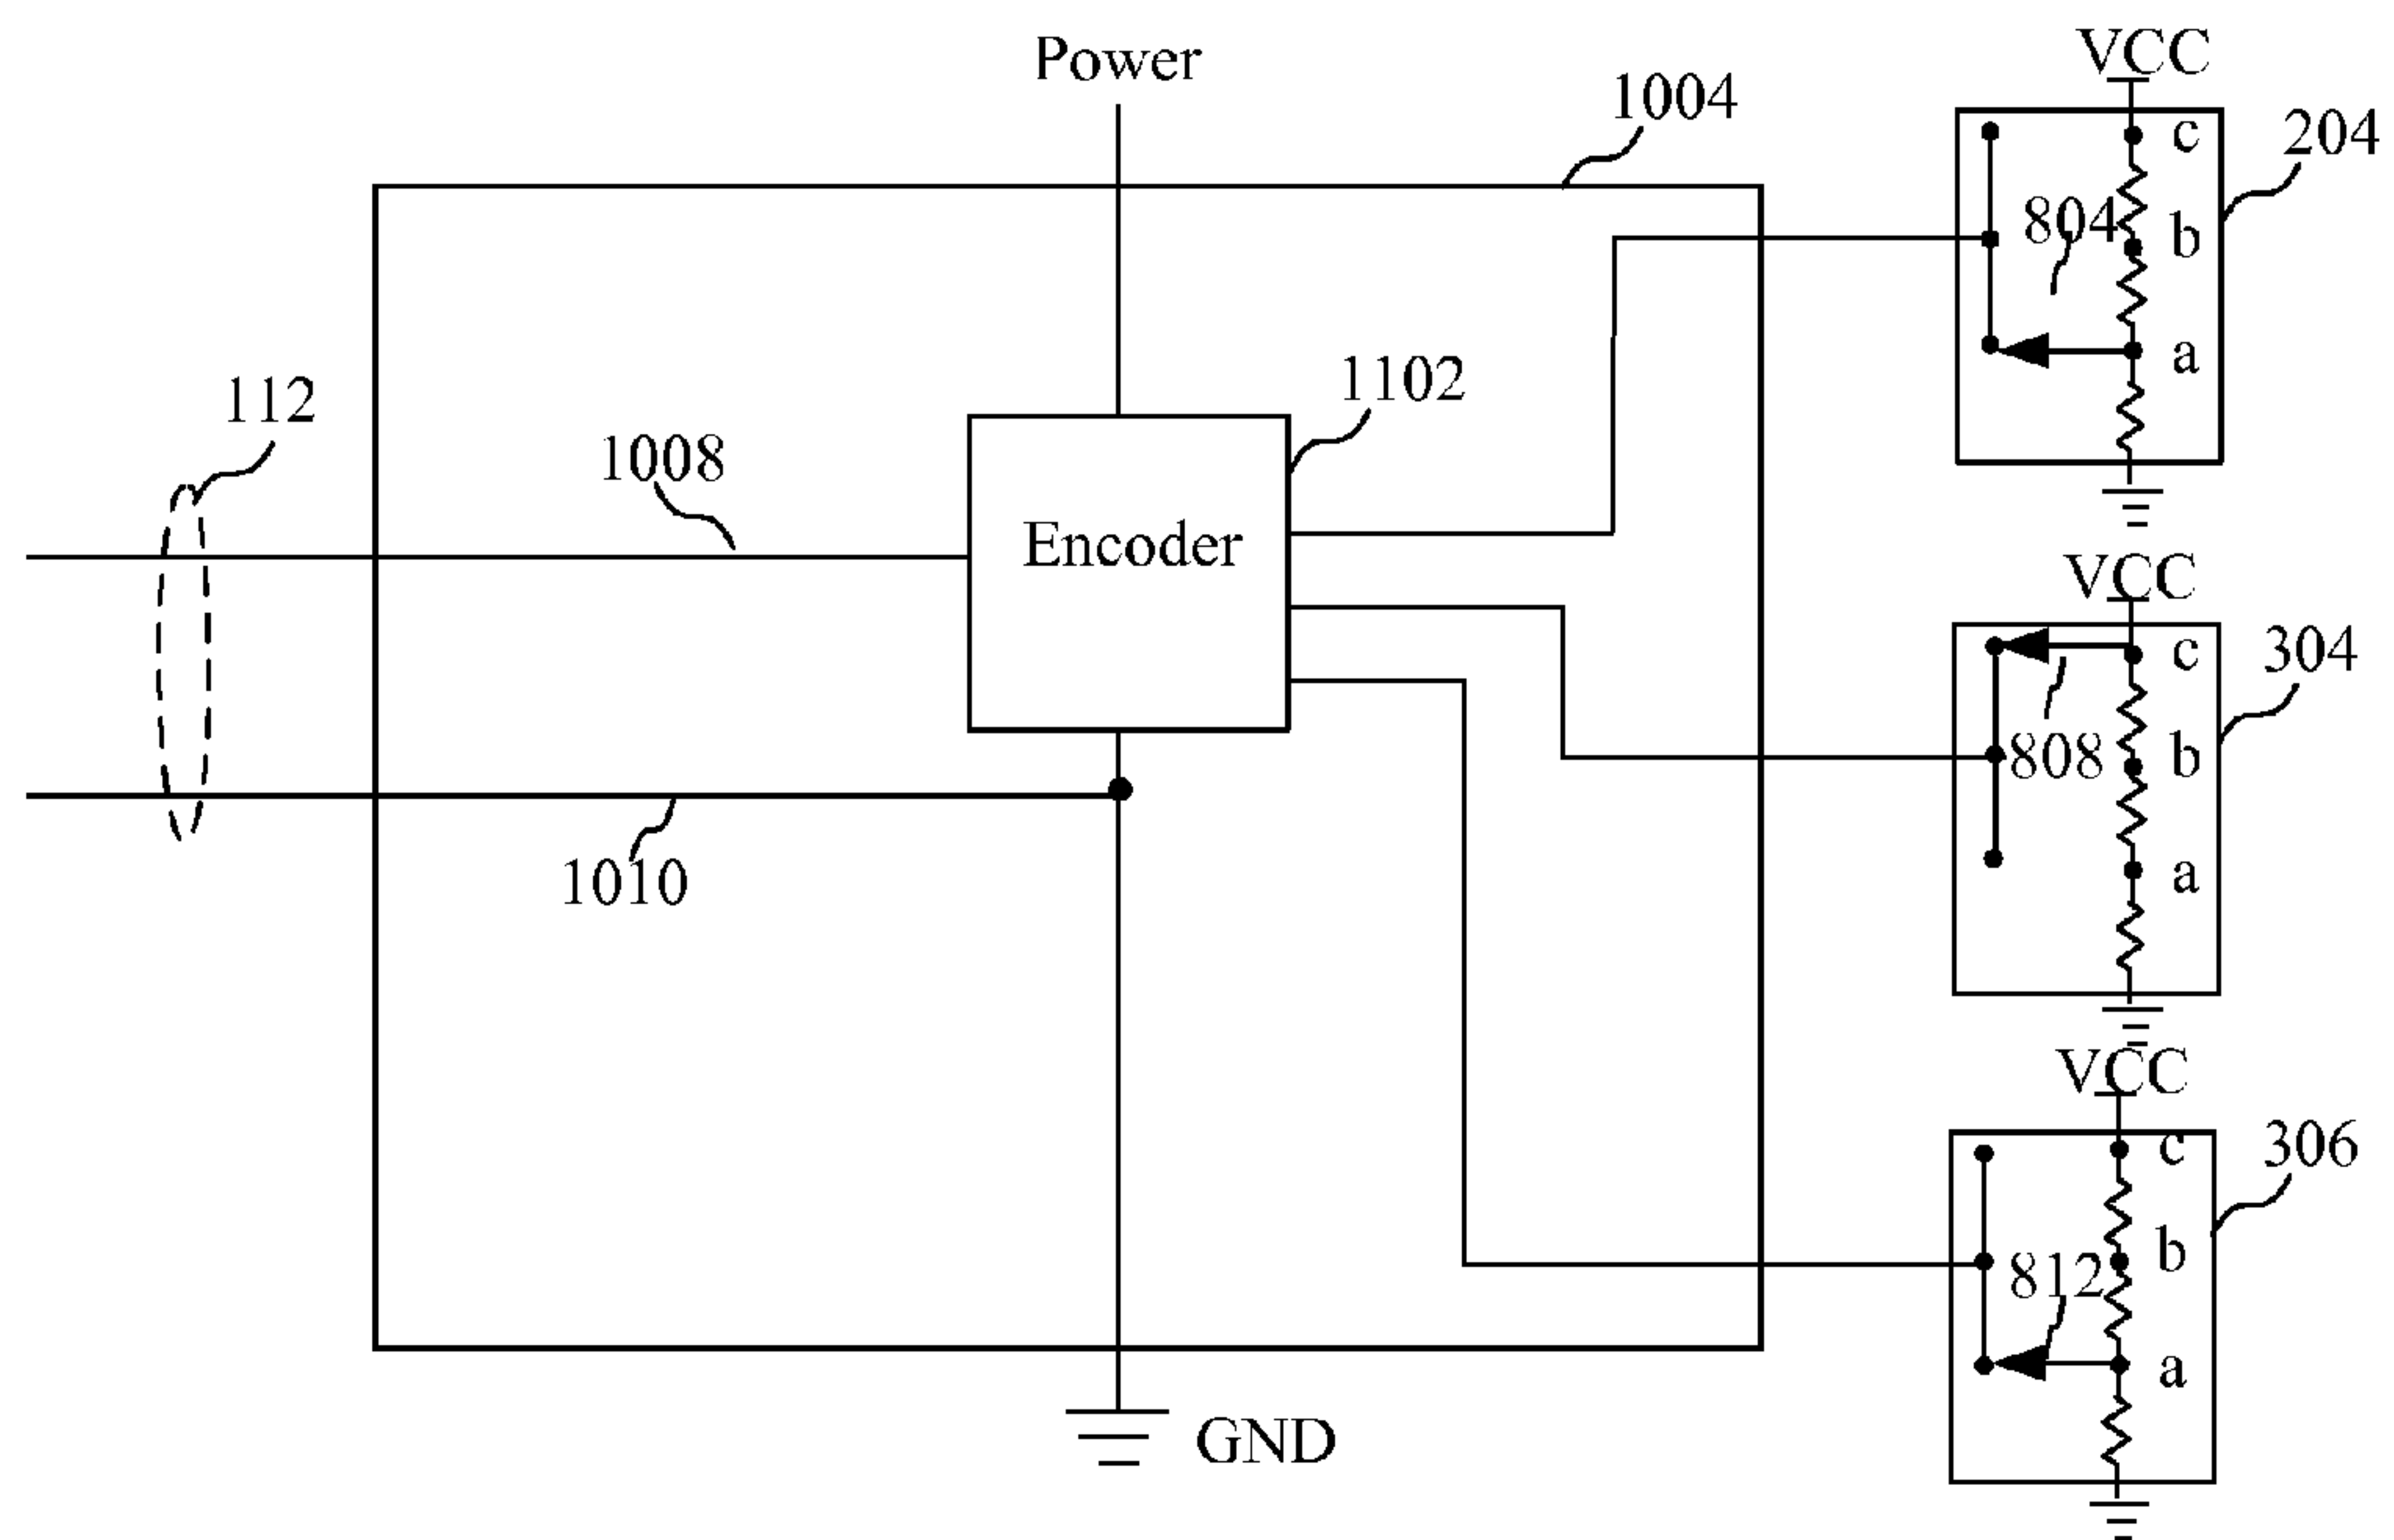 Power
VCC
1004
c
204
804
b
a
112
1008
1102
Encoder
VCC
c
304
808
b
a
1010
VCC
c
306
b
812
a
GND